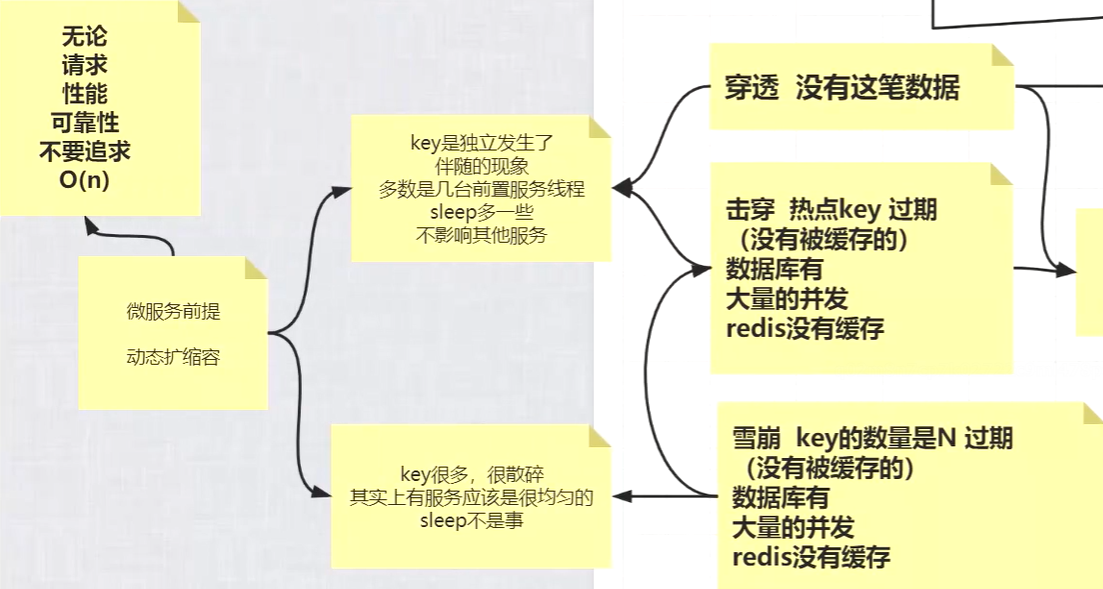 无论
请求
性能
可靠性
不要追求
O(n)
微服务前提
动态扩缩容
key是独立发生了
伴随的现象
多数是几台前置服务线程
sleep多一些
不影响其他服务
key很多，很散碎
其实上有服务应该是很均匀的
sleep不是事
穿透 没有这笔数据
击穿 热点key 过期
（没有被缓存的）
数据库有
大量的并发
redis没有缓存
雪崩 key的数量是N 过期
（没有被缓存的）
数据库有
大量的并发
redis没有缓存